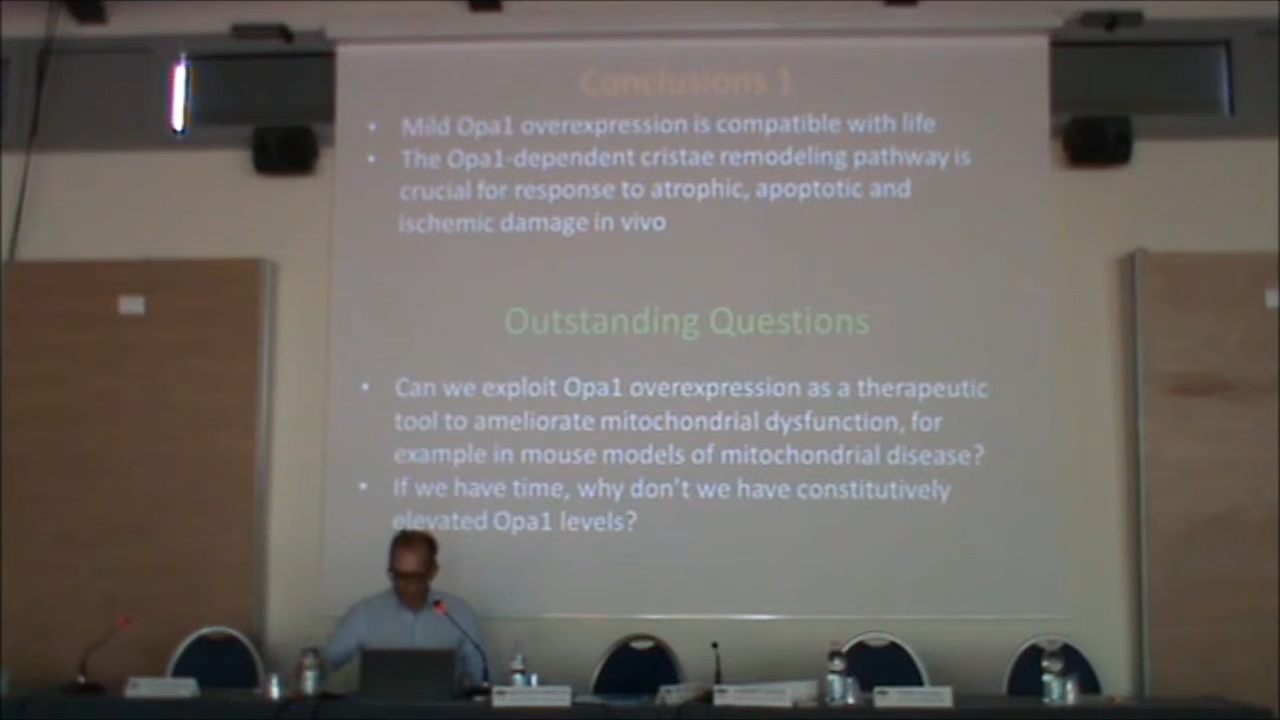 Conclusions 1
• Mild Opa1 overexpression is compatible with life
• The Opa1-dependent cristae remodeling pathway is
crucial for response to atrophic, apoptotic and
ischemic damage in vivo
Outstanding Questions
• Can we exploit Opa1 overexpression as a therapeutic
tool to ameliorate mitochondrial dysfunction, for
example in mouse models of mitochondrial disease?
• If we have time, why don't we have constitutively
elevated Opa1 levels?